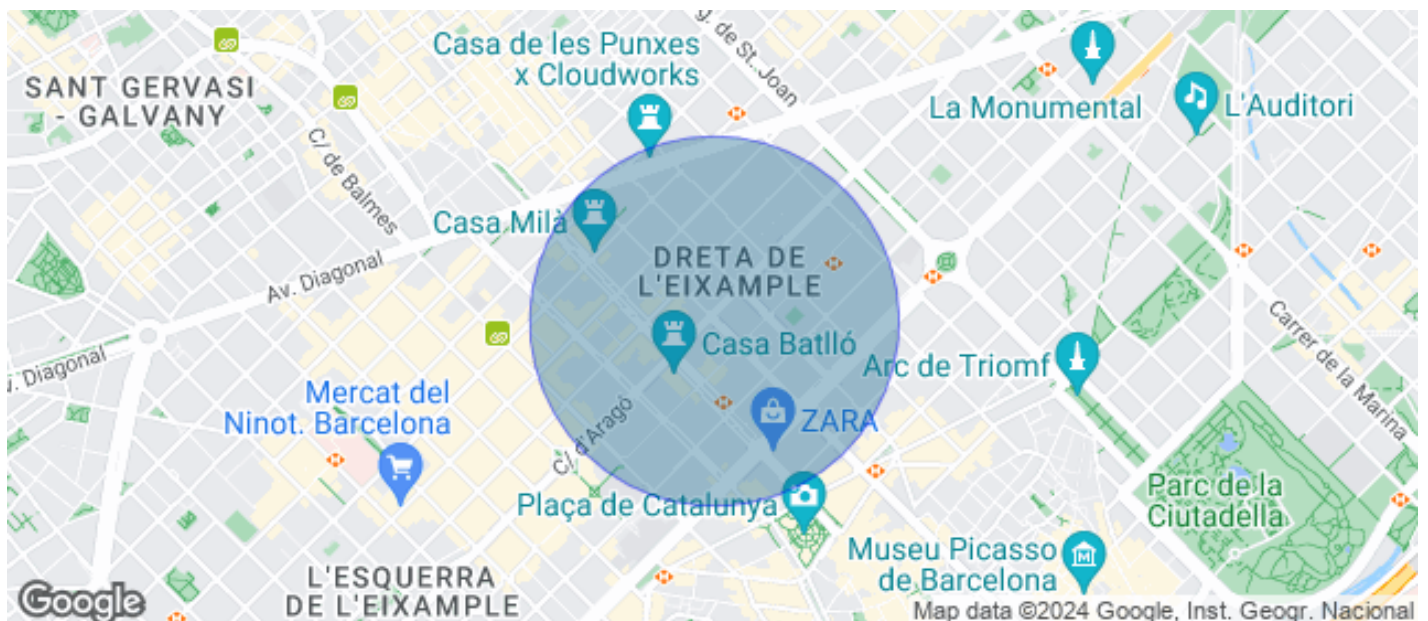 Casa de les Punxes
x Cloudworks
g. de St. Joan
La Monumental
L'Auditori
SANT GERVASI
- GALVANY
C/ de Balmes
Casa Milà
DRETA DE
L'EIXAMPLE
Av. Diagonal
Casa Batlló
Arc de Triomf
Carrer de la Marina
v. Diagonal
Mercat del
Ninot. Barcelona
C/ d'Aragó
ZARA
Plaça de Catalunya
Parc de la
Ciutadella
Museu Picasso
de Barcelona
L'ESQUERRA
DE L'EIXAMPLE
Google
Map data ©2024 Google, Inst. Geogr. Nacional